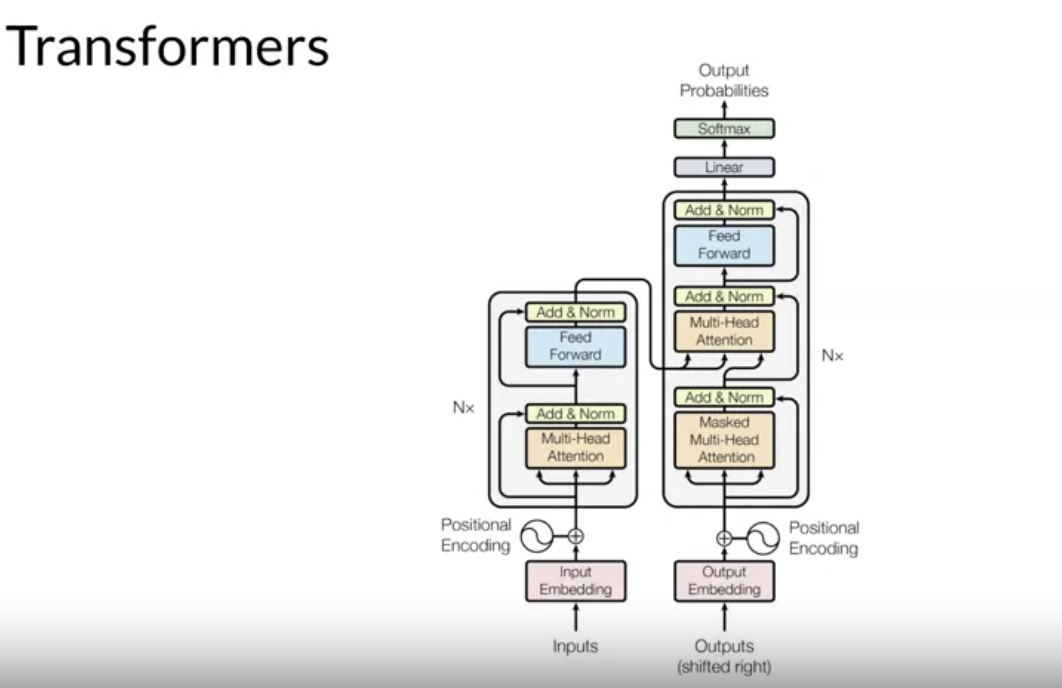 Transformers
Output
Probabilities
Softmax
Linear
Add & Norm
Feed
Forward
Add & Norm
Multi-Head
Attention
Nx
Add & Norm
Masked
Multi-Head
Attention
Add & Norm
Feed
Forward
Nx
Add & Norm
Multi-Head
Attention
Positional
Encoding
Positional
Encoding
Input
Embedding
Output
Embedding
Inputs
Outputs
(shifted right)